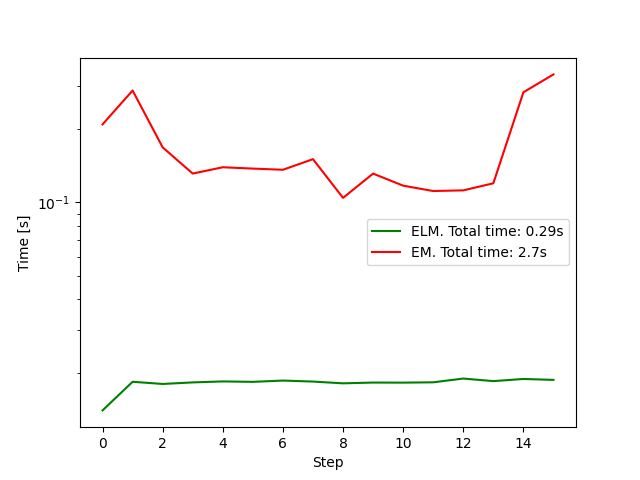 10⁻¹
Time [s]
ELM. Total time: 0.29s
EM. Total time: 2.7s
0 2 4 6 8 10 12 14
Step